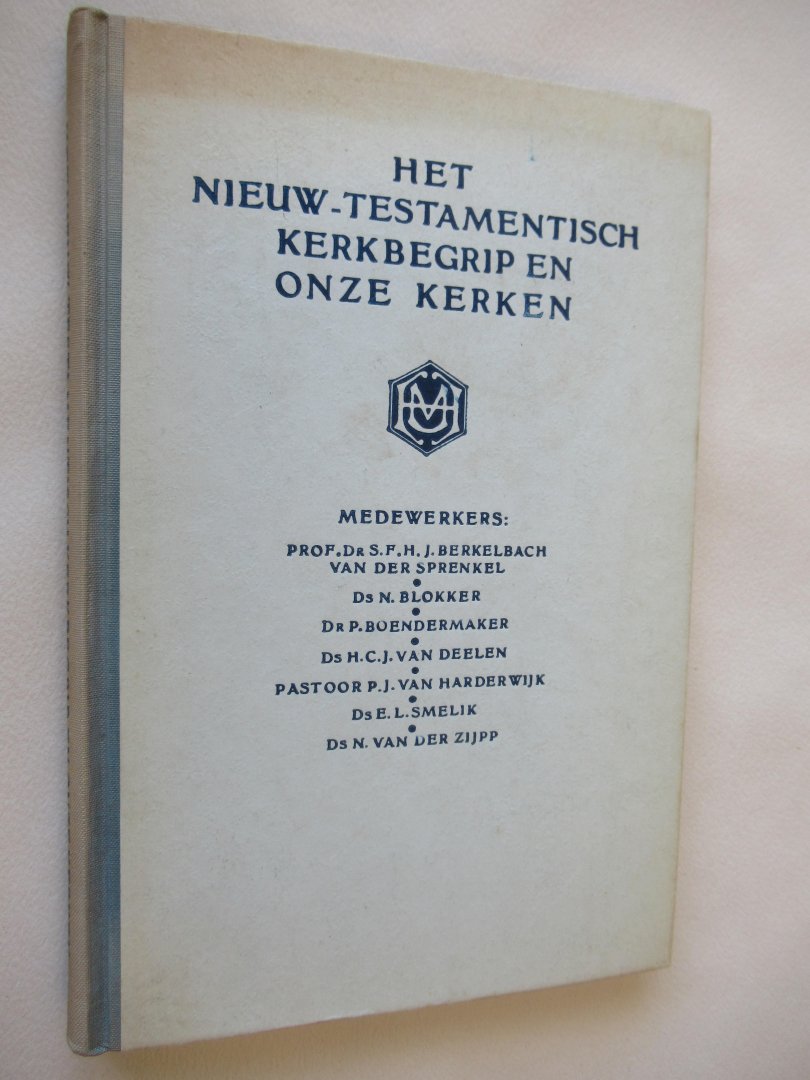 HET
NIEUW-TESTAMENTISCH
KERKBEGRIP EN
ONZE KERKEN
MEDEWERKERS:
PROF. DR S. F. H. J. BERKELBACH
VAN DER SPRENKEL
DS N. BLOKKER
DR P. BOENDERMAKER
DS H. C. J. VAN DEELEN
PASTOOR P. J. VAN HARDERWIJK
DS E. L. SMELIK
DS N. VAN DER ZIJPP